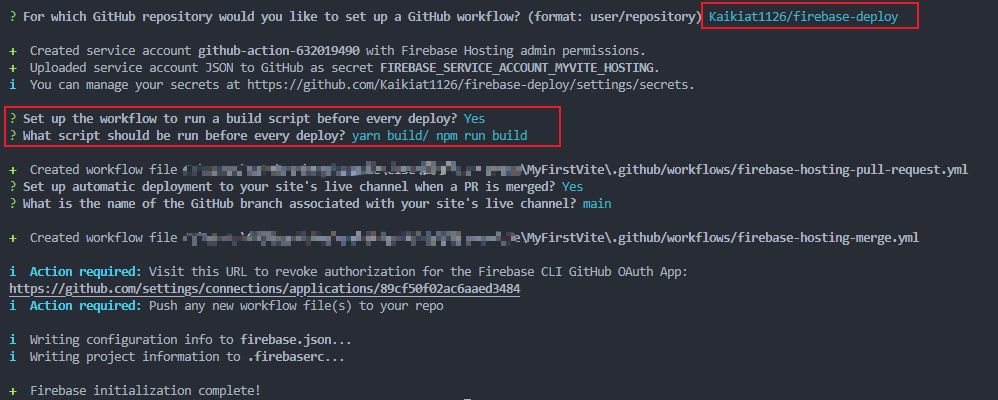 ? For which GitHub repository would you like to set up a GitHub workflow? (format: user/repository) Kaikiat1126/firebase-deploy
+ Created service account github-action-632019490 with Firebase Hosting admin permissions.
+ Uploaded service account JSON to GitHub as secret FIREBASE_SERVICE_ACCOUNT_MYVITE_HOSTING.
i You can manage your secrets at https://github.com/Kaikiat1126/firebase-deploy/settings/secrets.
? Set up the workflow to run a build script before every deploy? Yes
? What script should be run before every deploy? yarn build/ npm run build
+ Created workflow file \MyFirstVite\.github/workflows/firebase-hosting-pull-request.yml
? Set up automatic deployment to your site's live channel when a PR is merged? Yes
? What is the name of the GitHub branch associated with your site's live channel? main
+ Created workflow file \MyFirstVite\.github/workflows/firebase-hosting-merge.yml
i Action required: Visit this URL to revoke authorization for the Firebase CLI GitHub OAuth App:
https://github.com/settings/connections/applications/89cf50f02ac6aaed3484
i Action required: Push any new workflow file(s) to your repo
i Writing configuration info to firebase.json...
i Writing project information to .firebaserc...
+ Firebase initialization complete!